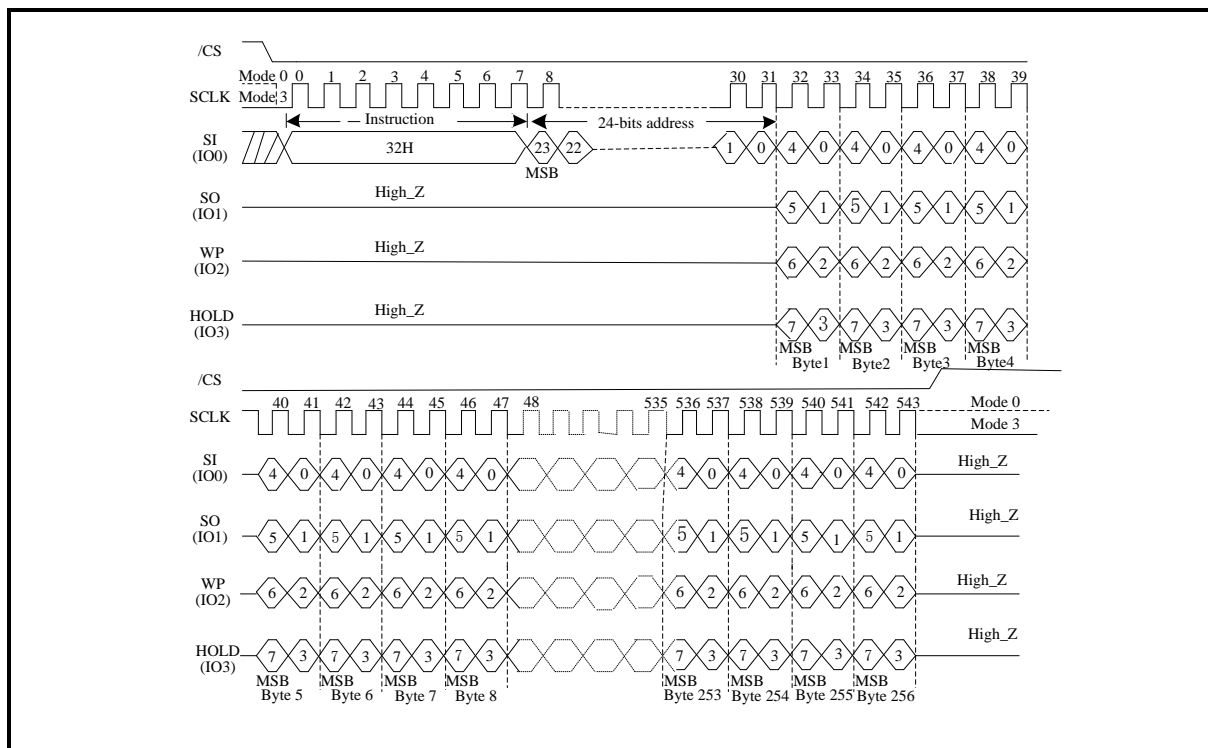 /CS
Mode 0 0 1 2 3 4 5 6 7 8 30 31 32 33 34 35 36 37 38 39
SCLK Mode 3
Instruction 24-bits address
SI
(IO0)
32H 23 22 1 0 4 0 4 0 4 0 4 0
MSB
SO
(IO1)
High_Z 5 1 5 1 5 1 5 1
WP
(IO2)
High_Z 6 2 6 2 6 2 6 2
HOLD
(IO3)
High_Z 7 3 7 3 7 3 7 3
MSB MSB MSB MSB
Byte1 Byte2 Byte3 Byte4
/CS
SCLK 40 41 42 43 44 45 46 47 48 535 536 537 538 539 540 541 542 543 Mode 0
Mode 3
SI
(IO0)
4 0 4 0 4 0 4 0 4 0 4 0 4 0 4 0 High_Z
SO
(IO1)
5 1 5 1 5 1 5 1 5 1 5 1 5 1 5 1 High_Z
WP
(IO2)
6 2 6 2 6 2 6 2 6 2 6 2 6 2 6 2 High_Z
HOLD
(IO3)
7 3 7 3 7 3 7 3 7 3 7 3 7 3 7 3 High_Z
MSB MSB MSB MSB MSB MSB MSB MSB
Byte 5 Byte 6 Byte 7 Byte 8 Byte 253 Byte 254 Byte 255 Byte 256